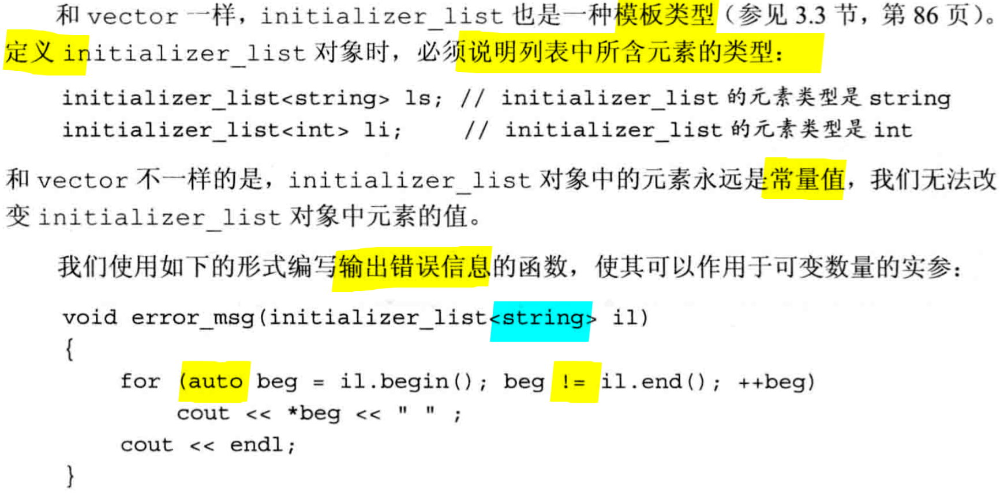 和 vector 一样，initializer_list 也是一种模板类型（参见 3.3 节，第 86 页）。
定义 initializer_list 对象时，必须说明列表中所含元素的类型：
initializer_list<string> ls; // initializer_list 的元素类型是 string
initializer_list<int> li;    // initializer_list 的元素类型是 int
和 vector 不一样的是，initializer_list 对象中的元素永远是常量值，我们无法改
变 initializer_list 对象中元素的值。
我们使用如下的形式编写输出错误信息的函数，使其可以作用于可变数量的实参：
void error_msg(initializer_list<string> il)
{
    for (auto beg = il.begin(); beg != il.end(); ++beg)
        cout << *beg << " " ;
    cout << endl;
}